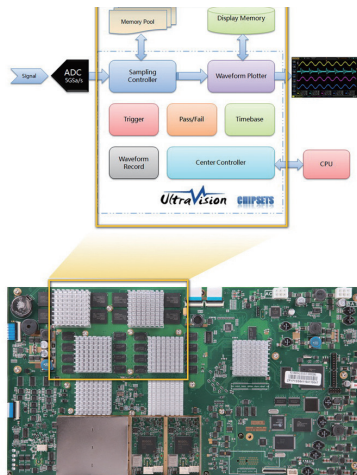 Memory Pool
Display Memory
Signal
ADC
5GSa/s
Sampling
Controller
Waveform Plotter
Trigger
Pass/Fail
Timebase
Waveform
Record
Center Controller
CPU
UltraVision CHIPSETS